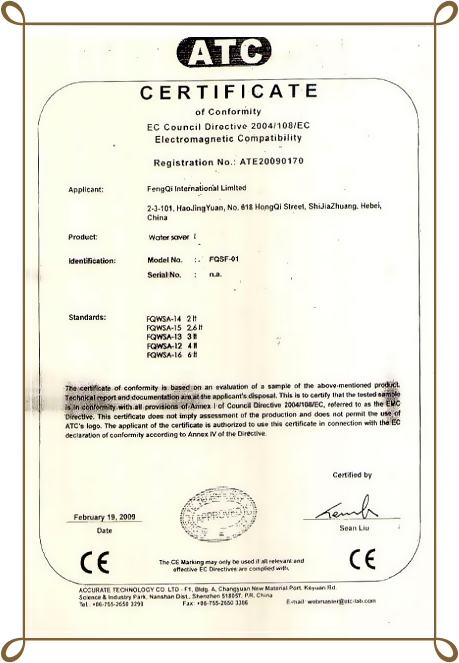 ATC
CERTIFICATE
of Conformity
EC Council Directive 2004/108/EC
Electromagnetic Compatibility
Registration No.: ATE20090170
Applicant: FengQi International Limited
2-3-101, HaoJingYuan, No. 618 HongQi Street, ShiJiaZhuang, Hebei,
China
Product: Water saver
Identification: Model No. : FQSF-01
Serial No. : n.a.
Standards: FQWSA-14 2 lt
FQWSA-15 2.6 lt
FQWSA-13 3 lt
FQWSA-12 4 lt
FQWSA-16 6 lt
The certificate of conformity is based on an evaluation of a sample of the above-mentioned product.
Technical report and documentation are at the applicant's disposal. This is to certify that the tested sample
is in conformity with all provisions of Annex I of Council Directive 2004/108/EC, referred to as the EMC
Directive. This certificate does not imply assessment of the production and does not permit the use of
ATC's logo. The applicant of the certificate is authorized to use this certificate in connection with the EC
declaration of conformity according to Annex IV of the Directive.
Certified by
February 19, 2009
Date
APPROVED
Sean Liu
CE
The CE Marking may only be used if all relevant and
effective EC Directives are complied with.
CE
ACCURATE TECHNOLOGY CO. LTD · F1, Bldg. A, Changyuan New Material Port, Keyuan Rd.
Science & Industry Park, Nanshan Dist., Shenzhen 518057, P.R. China
Tel.: +86-755-2650 3290 Fax: +86-755-2650 3396 E-mail: webmaster@atc-lab.com